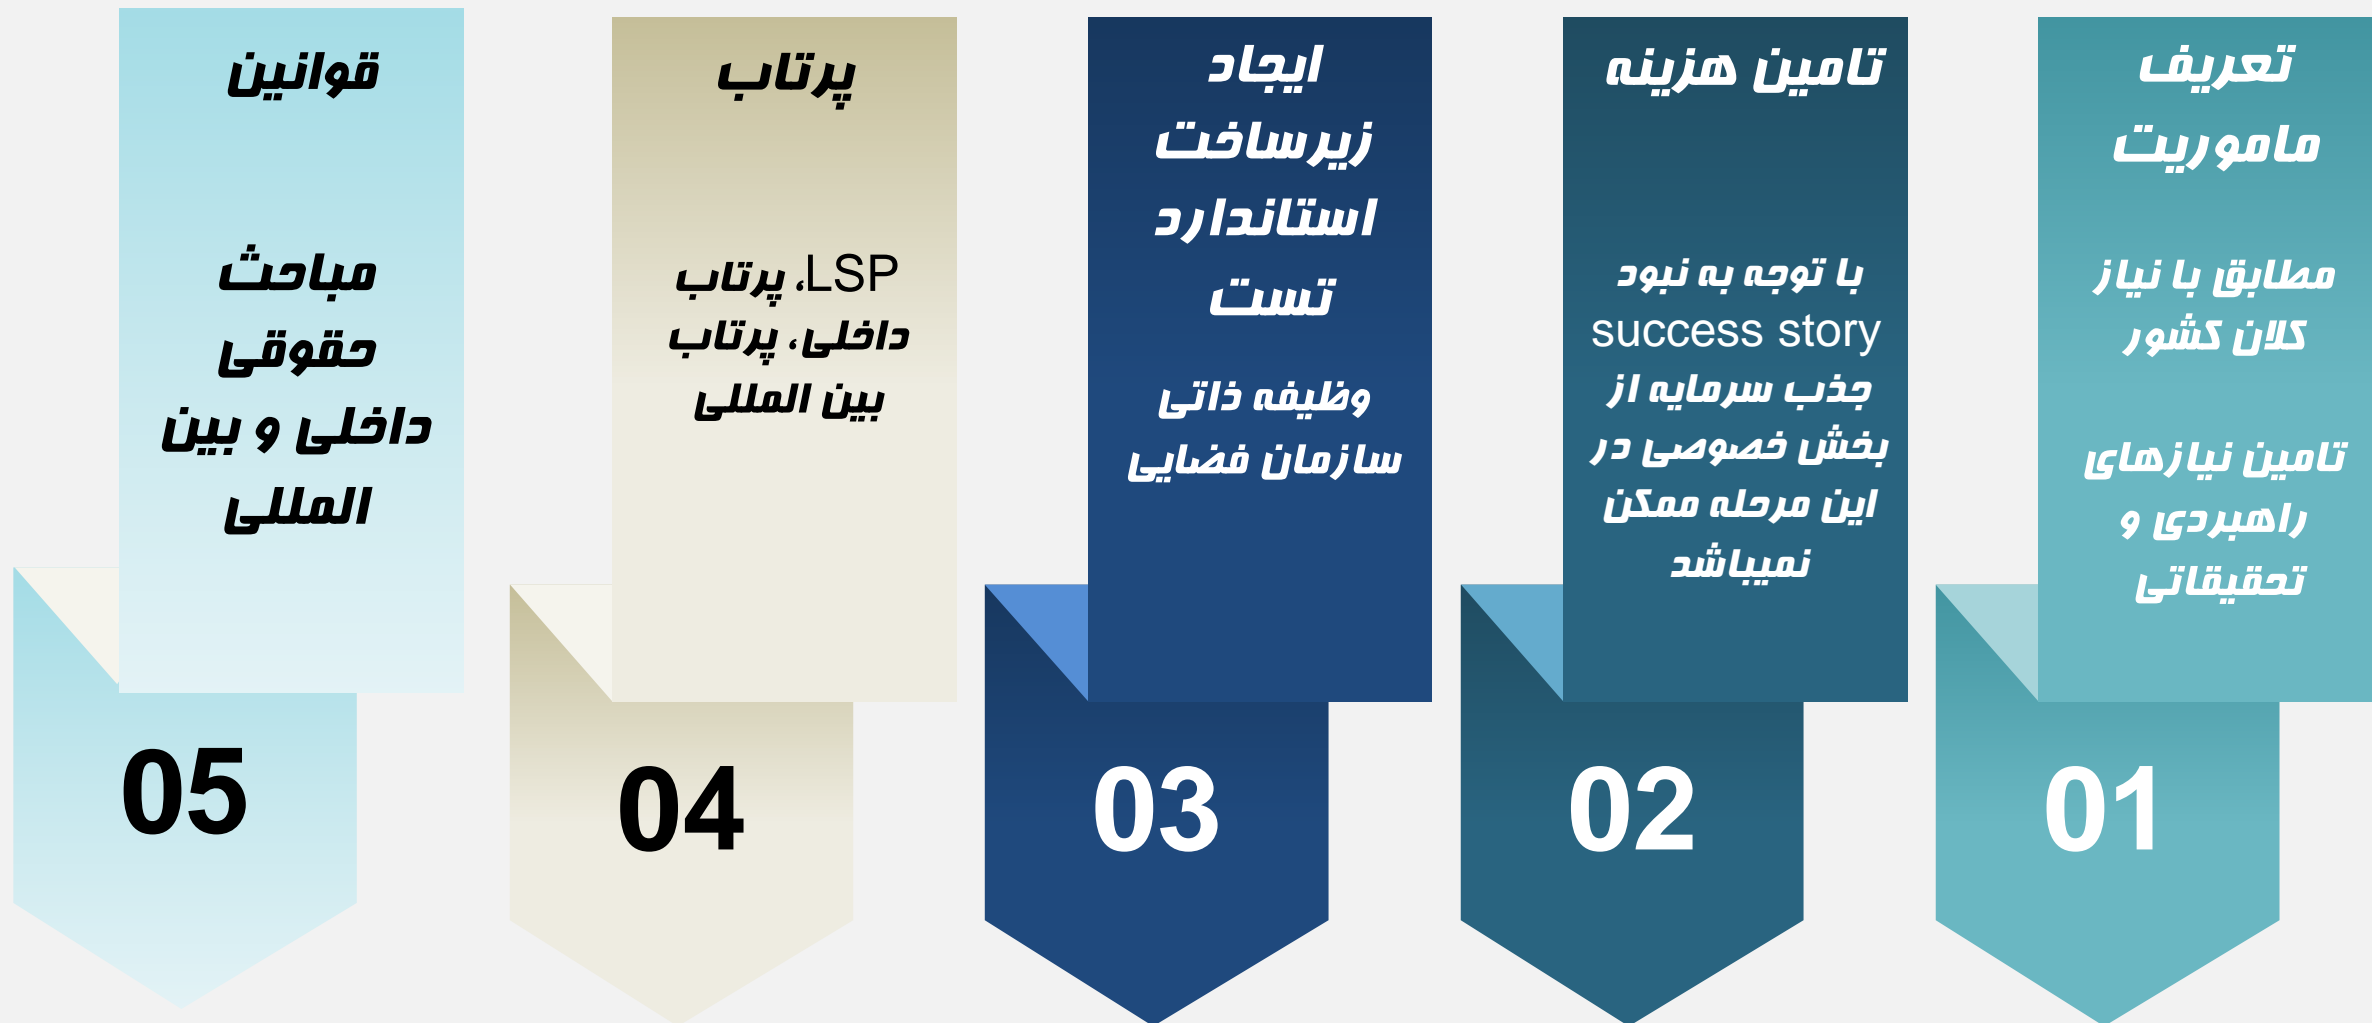 تعریف
ماموریت
مطابق با نیاز
کلان کشور
تامین نیازهای
راهبردی و
تحقیقاتی
01
تامین هزینه
با توجه به نبود
success story
جذب سرمایه از
بخش خصوصی در
این مرحله ممکن
نمیباشد
02
ایجاد
زیرساخت
استاندارد
تست
وظیفه ذاتی
سازمان فضایی
03
پرتاب
LSP، پرتاب
داخلی، پرتاب
بین المللی
04
قوانین
مباحث
حقوقی
داخلی و بین
المللی
05